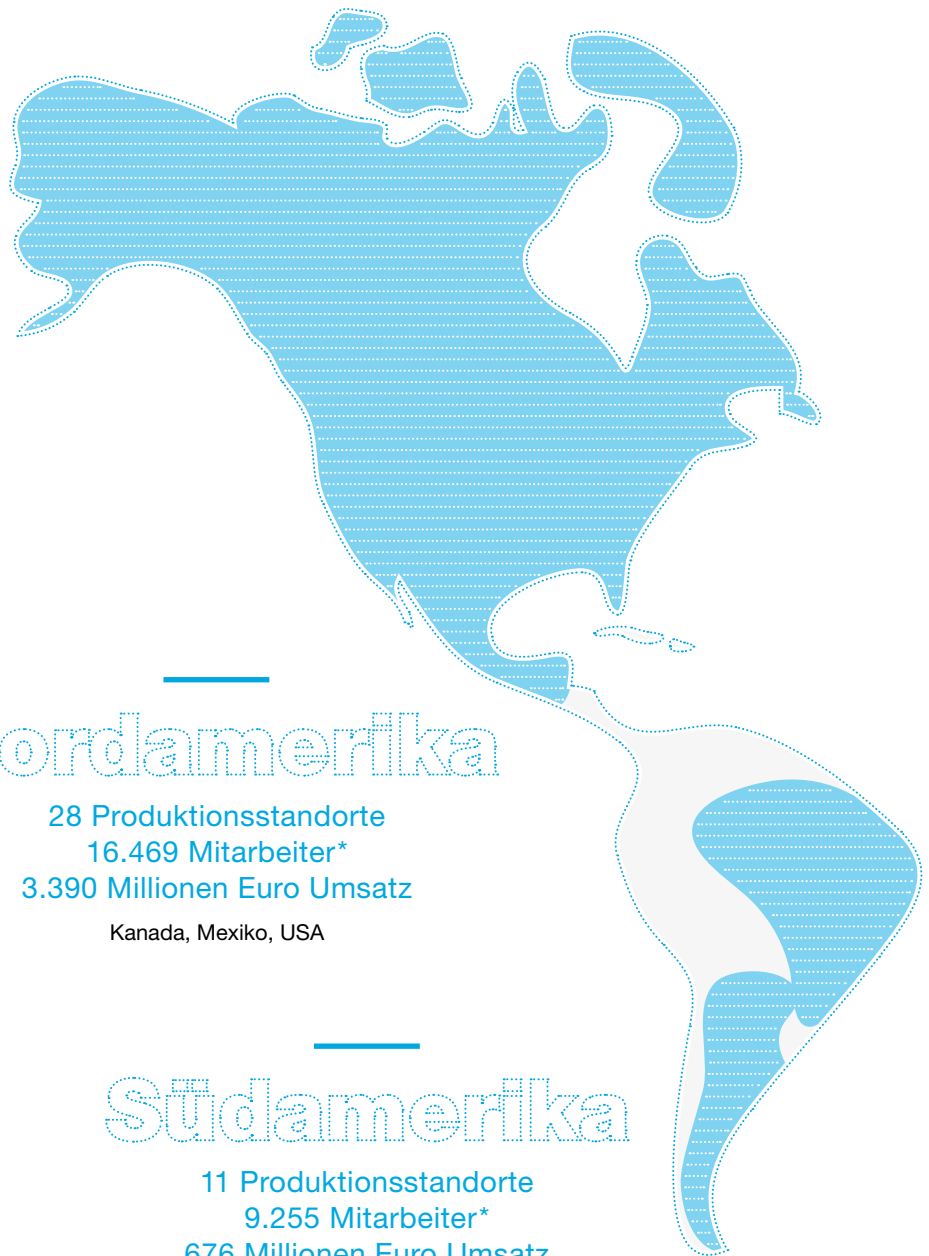 ordamerika
28 Produktionsstandorte
16.469 Mitarbeiter*
3.390 Millionen Euro Umsatz
Kanada, Mexiko, USA
Südamerika
11 Produktionsstandorte
9.255 Mitarbeiter*
676 Millionen Euro Umsatz